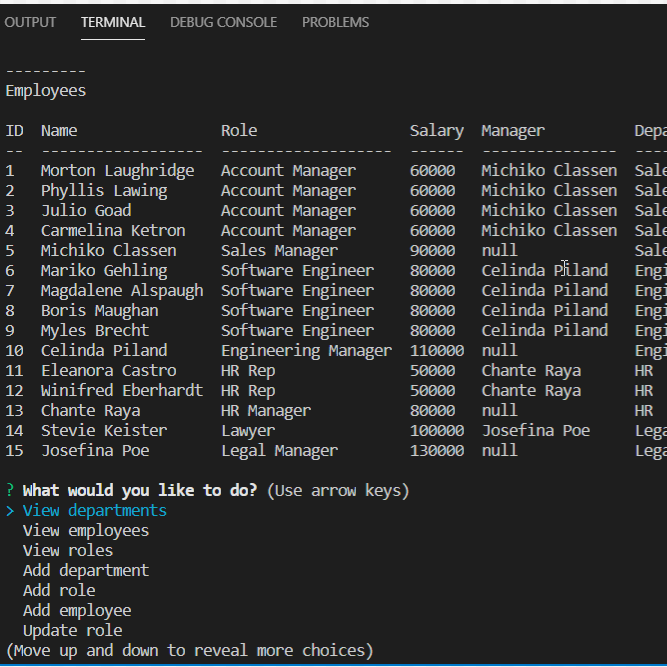 OUTPUT TERMINAL DEBUG CONSOLE PROBLEMS
---------
Employees
ID Name Role Salary Manager Depa
-- ------------------ ------------------- ------ --------------- ----
1 Morton Laughridge Account Manager 60000 Michiko Classen Sale
2 Phyllis Lawing Account Manager 60000 Michiko Classen Sale
3 Julio Goad Account Manager 60000 Michiko Classen Sale
4 Carmelina Ketron Account Manager 60000 Michiko Classen Sale
5 Michiko Classen Sales Manager 90000 null Sale
6 Mariko Gehling Software Engineer 80000 Celinda Piland Engi
7 Magdalene Alspaugh Software Engineer 80000 Celinda Piland Engi
8 Boris Maughan Software Engineer 80000 Celinda Piland Engi
9 Myles Brecht Software Engineer 80000 Celinda Piland Engi
10 Celinda Piland Engineering Manager 110000 null Engi
11 Eleanora Castro HR Rep 50000 Chante Raya HR
12 Winifred Eberhardt HR Rep 50000 Chante Raya HR
13 Chante Raya HR Manager 80000 null HR
14 Stevie Keister Lawyer 100000 Josefina Poe Lega
15 Josefina Poe Legal Manager 130000 null Lega
? What would you like to do? (Use arrow keys)
> View departments
View employees
View roles
Add department
Add role
Add employee
Update role
(Move up and down to reveal more choices)